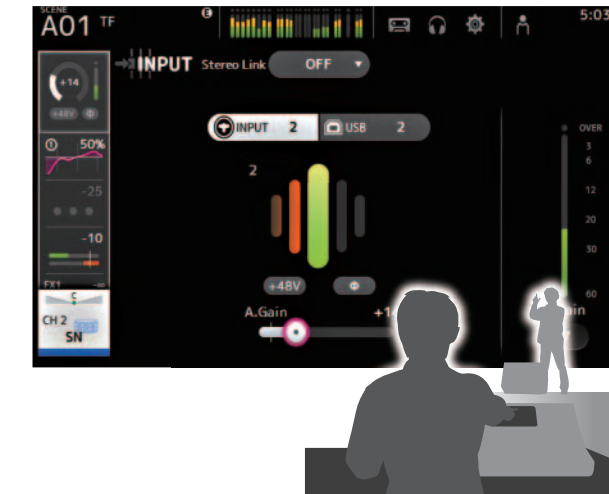 SCENE
A01 TF
E
5:03
INPUT Stereo Link OFF
+14
+48V Φ
INPUT 2 USB 2
OVER
3
6
12
20
30
60
① 50%
2
-25
-10
+48V Φ
FX1 -∞
A.Gain
C
CH 2
SN